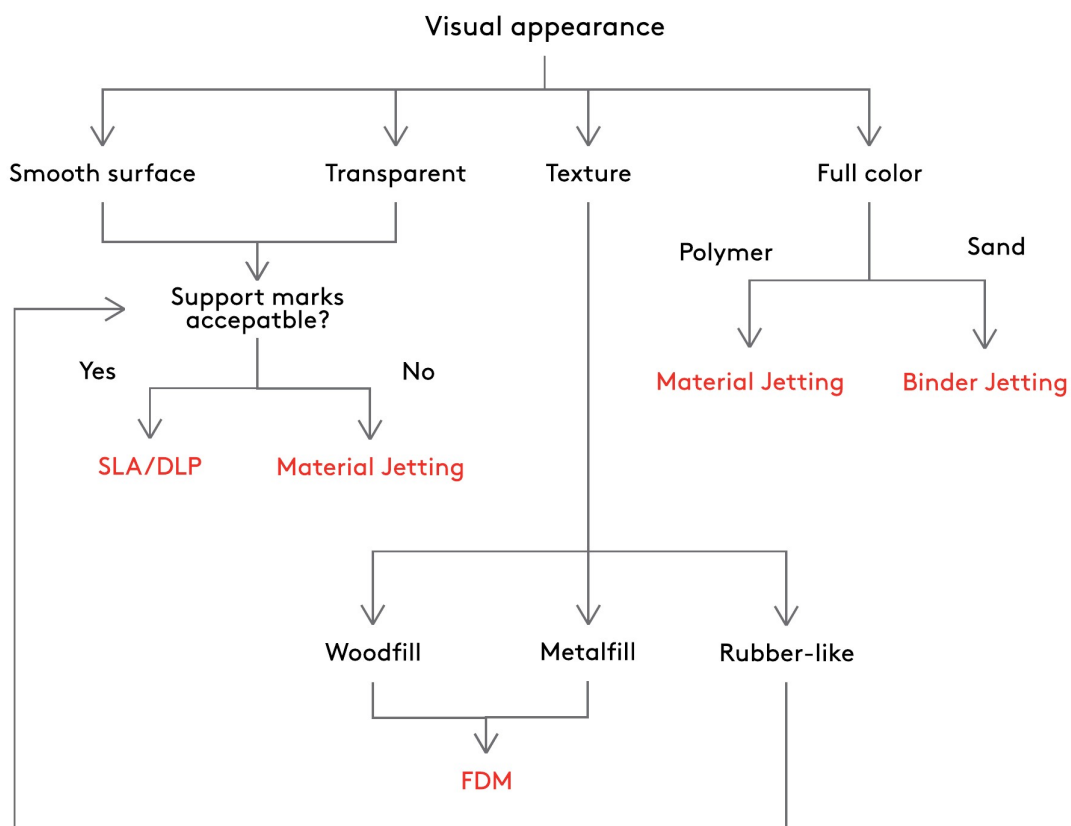 Visual appearance
Smooth surface
Transparent
Texture
Full color
Polymer
Sand
Support marks
accepatble?
Yes
No
Material Jetting
Binder Jetting
SLA/DLP
Material Jetting
Woodfill
Metalfill
Rubber-like
FDM